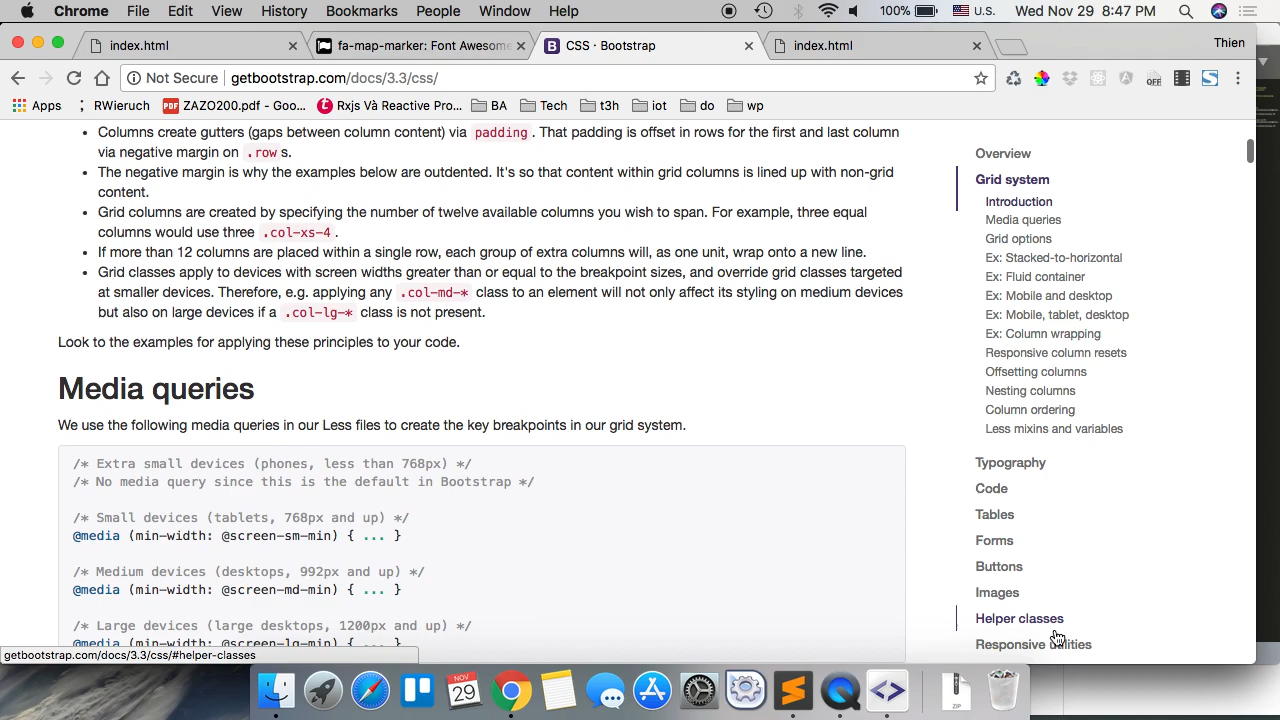 Chrome File Edit View History Bookmarks People Window Help 100% U.S. Wed Nov 29 8:47 PM
index.html fa-map-marker: Font Awesome CSS · Bootstrap index.html Thien
Not Secure getbootstrap.com/docs/3.3/css/ OFF
Apps RWieruch ZAZO200.pdf - Goo... Rxjs Và Reactive Pro... BA Tech t3h iot do wp
Columns create gutters (gaps between column content) via padding. That padding is offset in rows for the first and last column
via negative margin on .row s.
The negative margin is why the examples below are outdented. It's so that content within grid columns is lined up with non-grid
content.
Grid columns are created by specifying the number of twelve available columns you wish to span. For example, three equal
columns would use three .col-xs-4.
If more than 12 columns are placed within a single row, each group of extra columns will, as one unit, wrap onto a new line.
Grid classes apply to devices with screen widths greater than or equal to the breakpoint sizes, and override grid classes targeted
at smaller devices. Therefore, e.g. applying any .col-md-* class to an element will not only affect its styling on medium devices
but also on large devices if a .col-lg-* class is not present.
Look to the examples for applying these principles to your code.
Media queries
We use the following media queries in our Less files to create the key breakpoints in our grid system.
/* Extra small devices (phones, less than 768px) */
/* No media query since this is the default in Bootstrap */
/* Small devices (tablets, 768px and up) */
@media (min-width: @screen-sm-min) { ... }
/* Medium devices (desktops, 992px and up) */
@media (min-width: @screen-md-min) { ... }
/* Large devices (large desktops, 1200px and up) */
@media (min-width: @screen-lg-min) { ... }
getbootstrap.com/docs/3.3/css/#helper-classes
Overview
Grid system
Introduction
Media queries
Grid options
Ex: Stacked-to-horizontal
Ex: Fluid container
Ex: Mobile and desktop
Ex: Mobile, tablet, desktop
Ex: Column wrapping
Responsive column resets
Offsetting columns
Nesting columns
Column ordering
Less mixins and variables
Typography
Code
Tables
Forms
Buttons
Images
Helper classes
Responsive utilities
NOV
29
ZIP